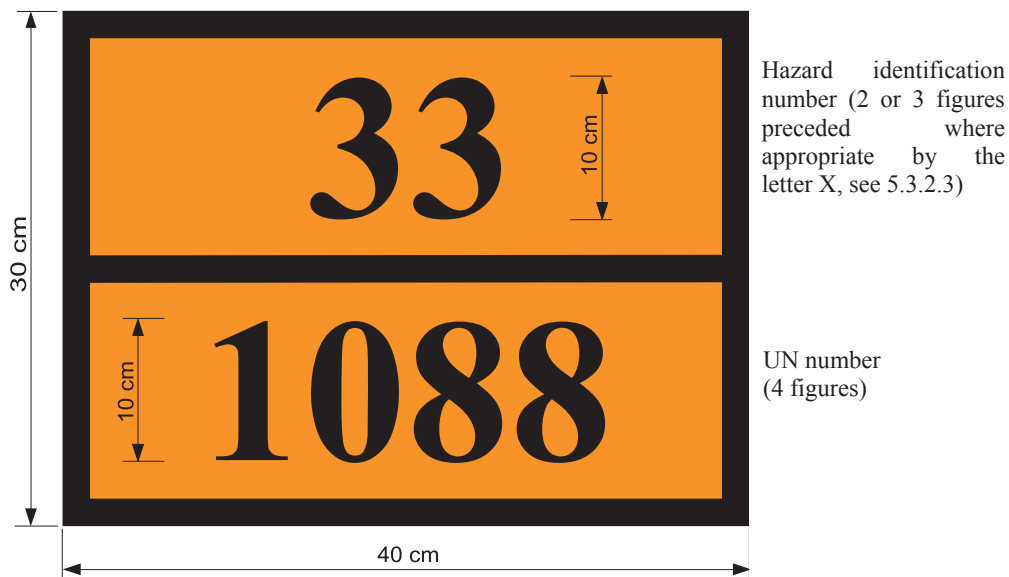 33
10 cm
Hazard identification
number (2 or 3 figures
preceded where
appropriate by the
letter X, see 5.3.2.3)
30 cm
10 cm
1088
UN number
(4 figures)
40 cm